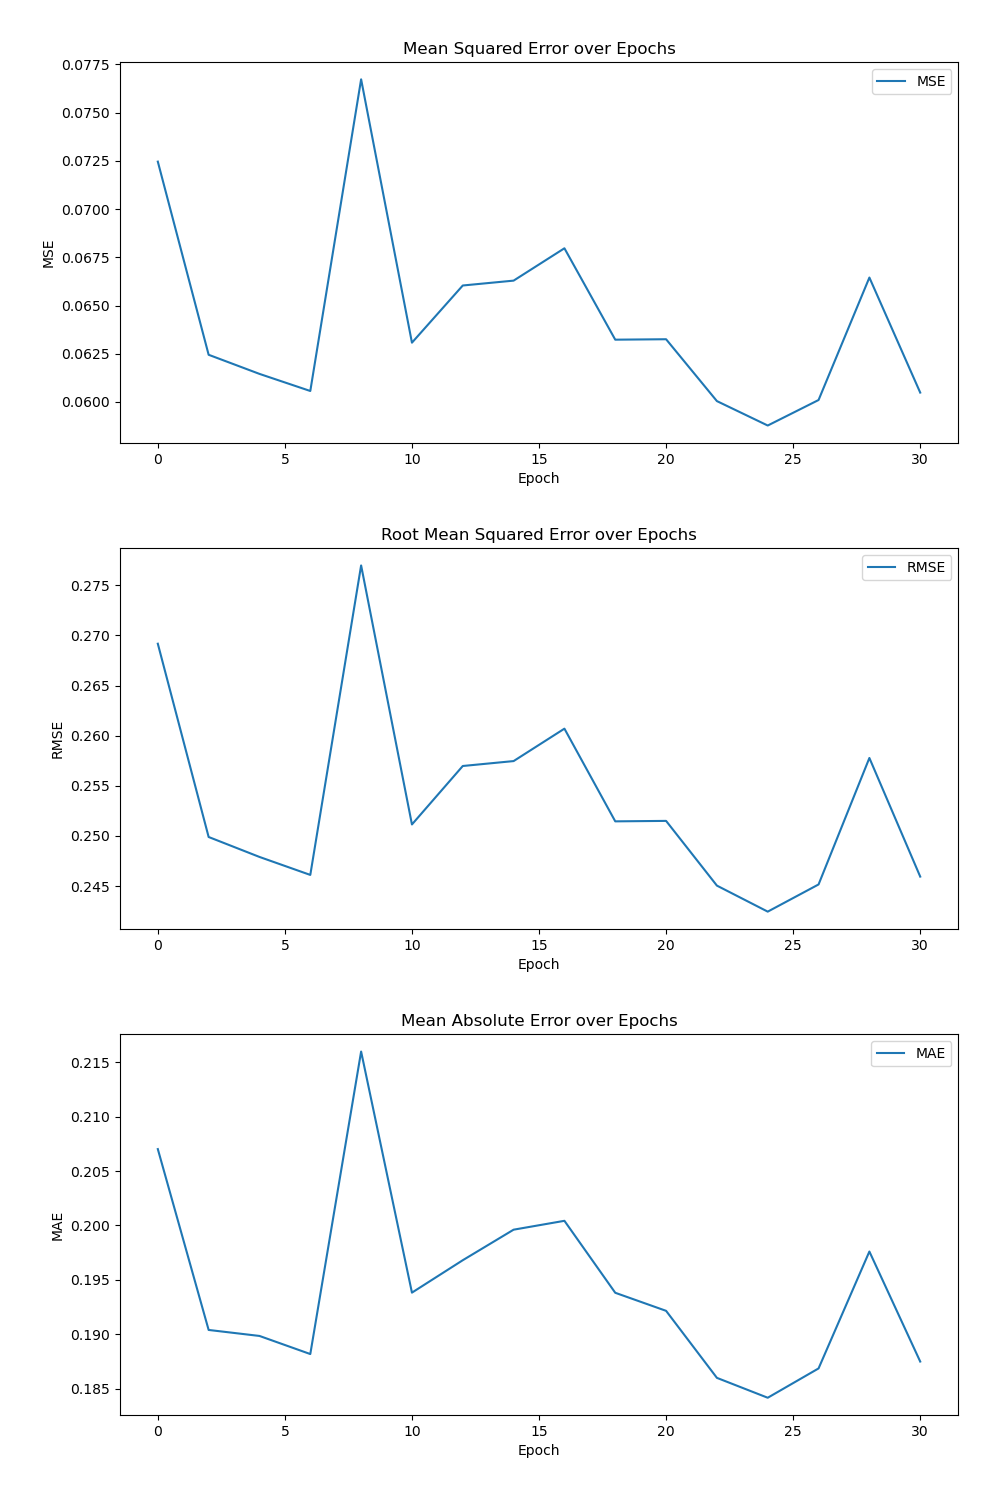 Mean Squared Error over Epochs
MSE
0.0775
0.0750
0.0725
0.0700
0.0675
0.0650
0.0625
0.0600
MSE
0 5 10 15 20 25 30
Epoch
Root Mean Squared Error over Epochs
RMSE
0.275
0.270
0.265
0.260
0.255
0.250
0.245
RMSE
0 5 10 15 20 25 30
Epoch
Mean Absolute Error over Epochs
MAE
0.215
0.210
0.205
0.200
0.195
0.190
0.185
MAE
0 5 10 15 20 25 30
Epoch